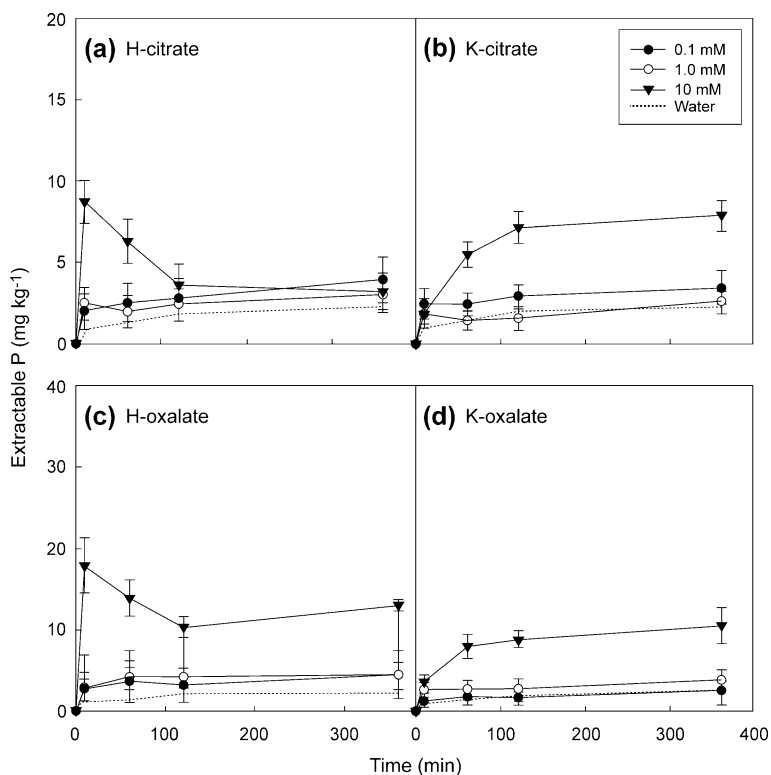 20
(a) H-citrate
(b) K-citrate
0.1 mM
1.0 mM
10 mM
Water
15
10
5
0
Extractable P (mg kg-1)
40
(c) H-oxalate
(d) K-oxalate
30
20
10
0
0 100 200 300
0 100 200 300 400
Time (min)